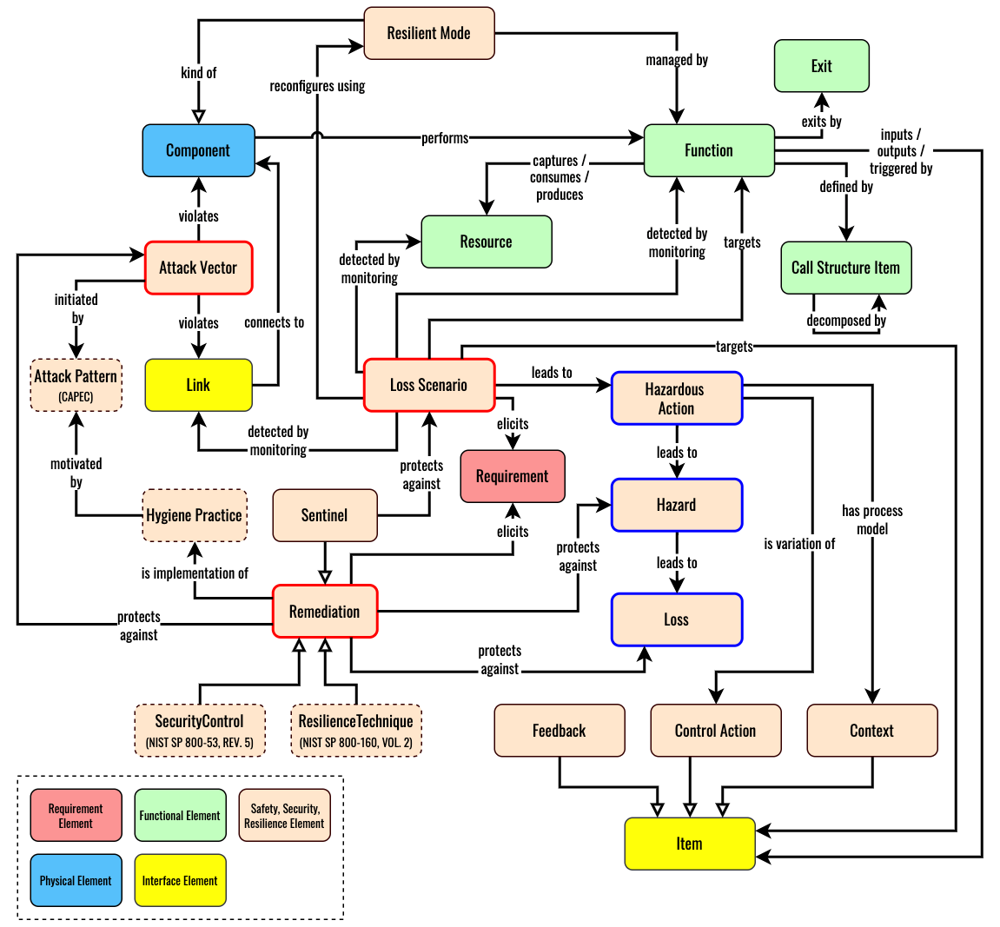 Resilient Mode
kind of
managed by
reconfigures using
Exit
exits by
Component
performs
Function
inputs /
outputs /
triggered by
captures /
consumes /
produces
defined by
violates
Resource
detected by
monitoring
detected by
monitoring
targets
Attack Vector
Call Structure Item
initiated
by
violates
connects to
decomposed by
targets
Attack Pattern
(CAPEC)
Link
Loss Scenario
leads to
Hazardous
Action
elicits
detected by
monitoring
motivated
by
protects
against
leads to
Requirement
Hygiene Practice
Sentinel
Hazard
has process
model
elicits
is variation of
protects
against
leads to
is implementation of
Remediation
Loss
protects
against
protects
against
SecurityControl
(NIST SP 800-53, REV. 5)
ResilienceTechnique
(NIST SP 800-160, VOL. 2)
Feedback
Control Action
Context
Item
Requirement
Element
Functional Element
Safety, Security,
Resilience Element
Physical Element
Interface Element